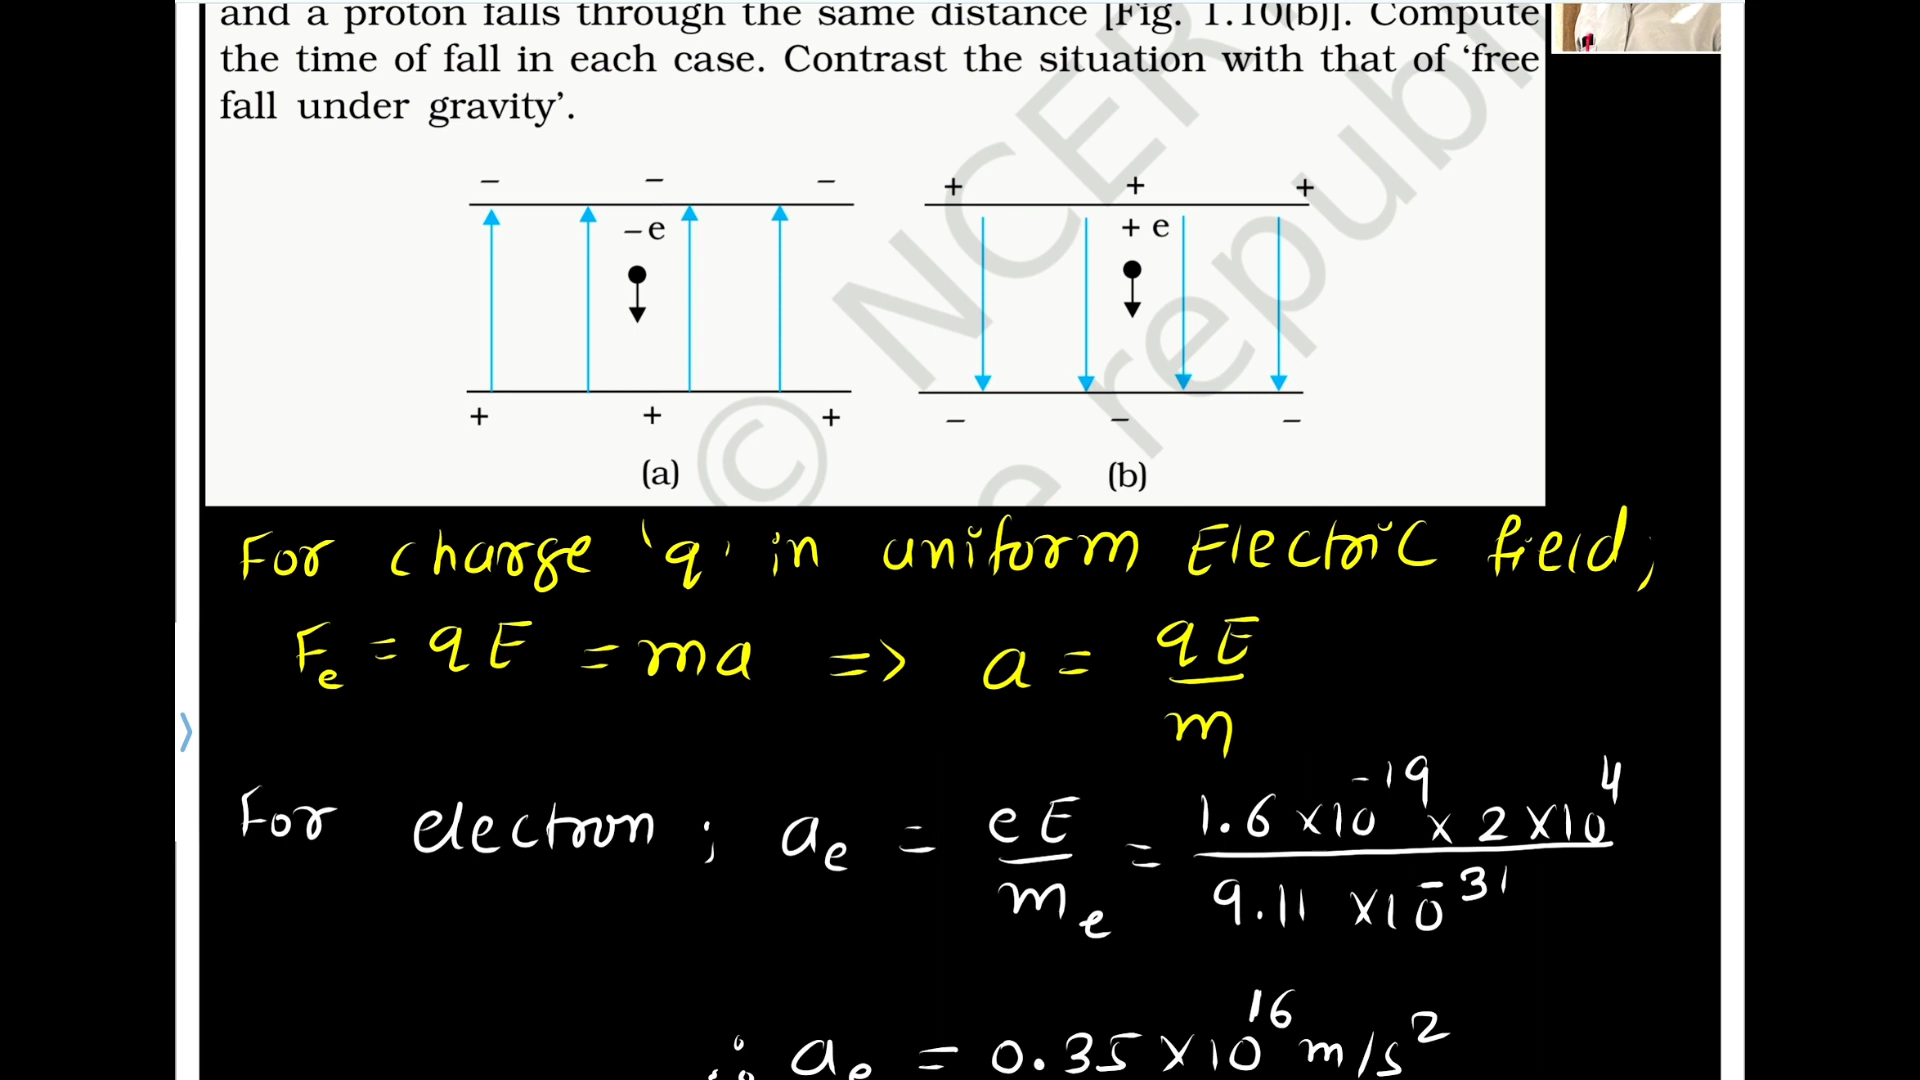 and a proton falls through the same distance [Fig. 1.10(b)]. Compute
the time of fall in each case. Contrast the situation with that of ‘free
fall under gravity’.
– – –
+ + +
– e
+ e
+ + +
– – –
(a)
(b)
© NCERT
e republi
For charge 'q' in uniform Electric field,
Fe = qE = ma => a = qE/m
For electron ; ae = eE/me = 1.6 ×10^-19 × 2 ×10^4 / 9.11 ×10^-31
∴ ae = 0.35 ×10^16 m/s^2